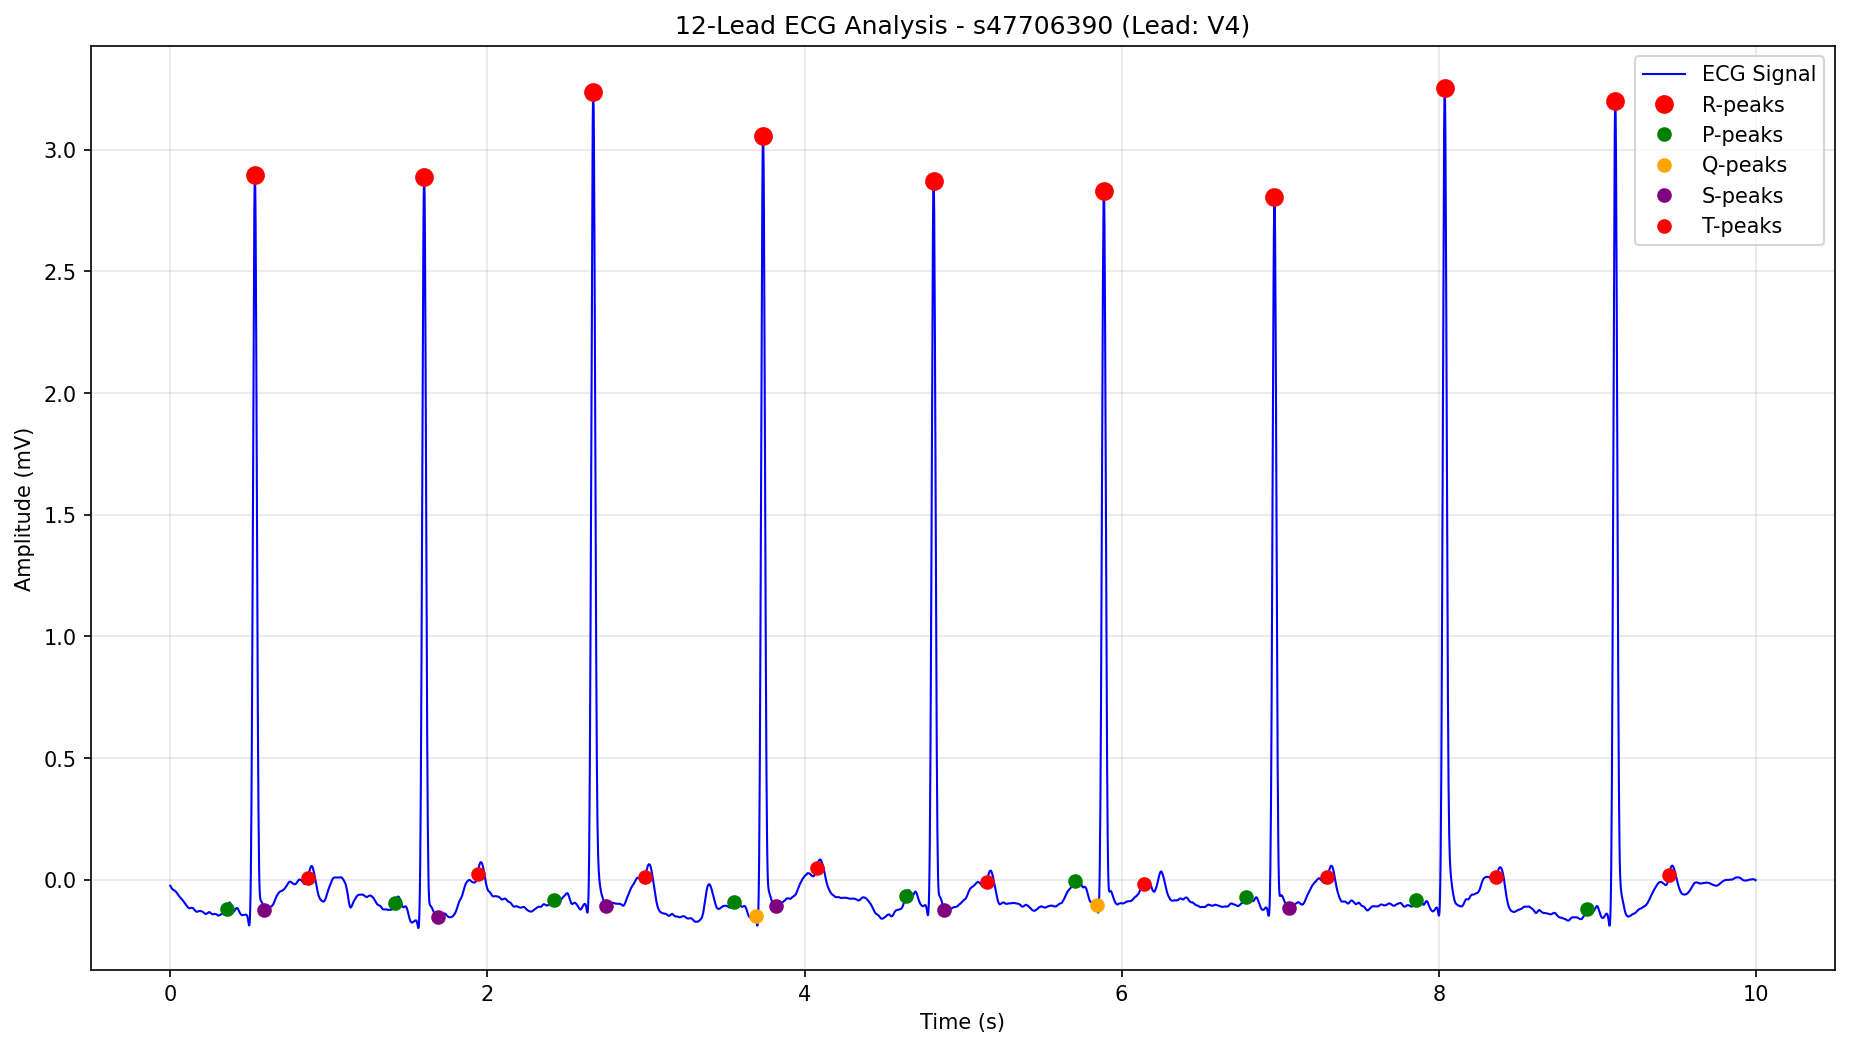 12-Lead ECG Analysis - s47706390 (Lead: V4)
ECG Signal
R-peaks
P-peaks
Q-peaks
S-peaks
T-peaks
Amplitude (mV)
3.0
2.5
2.0
1.5
1.0
0.5
0.0
0
2
4
6
8
10
Time (s)